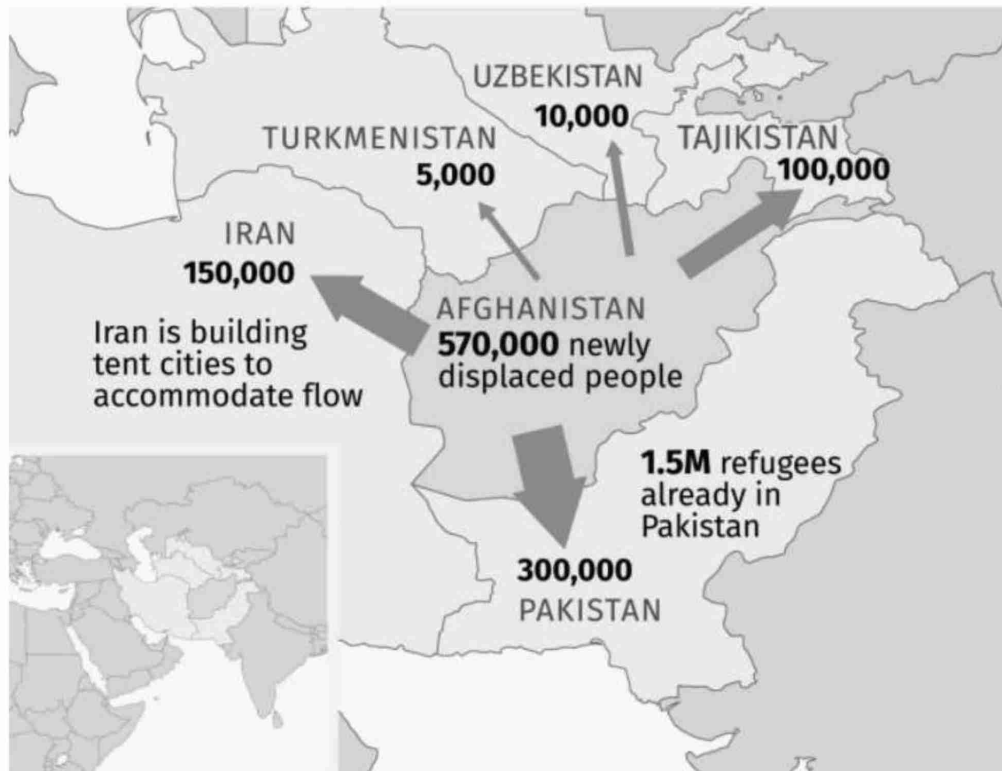 UZBEKISTAN
10,000
TURKMENISTAN
5,000
TAJIKISTAN
100,000
IRAN
150,000
Iran is building
tent cities to
accommodate flow
AFGHANISTAN
570,000 newly
displaced people
1.5M refugees
already in
Pakistan
300,000
PAKISTAN